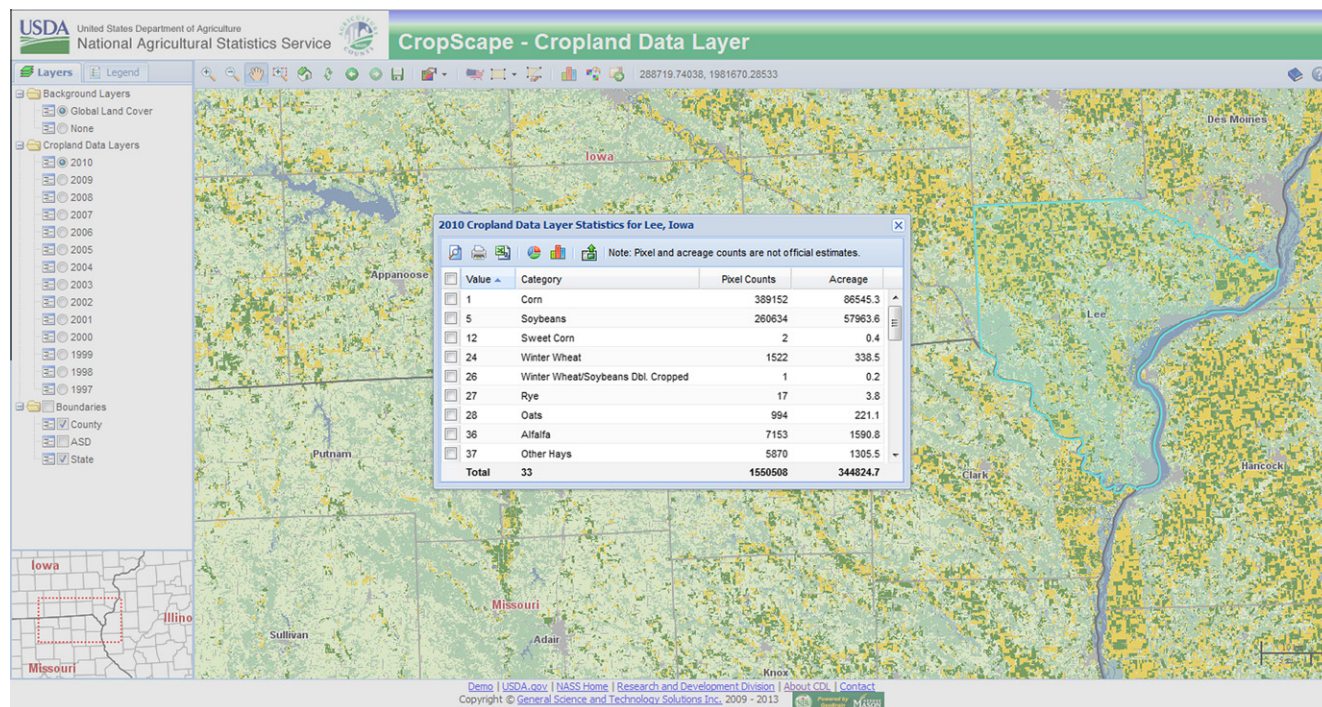 USDA United States Department of Agriculture
National Agricultural Statistics Service
AGRICULTURE COUNTS
CropScape - Cropland Data Layer
Layers Legend
288719.74038, 1981670.28533
Background Layers
Global Land Cover
None
Cropland Data Layers
2010
2009
2008
2007
2006
2005
2004
2003
2002
2001
2000
1999
1998
1997
Boundaries
County
ASD
State
Des Moines
Iowa
Appanoose
Lee
Putnam
Clark
Hancock
Missouri
Sullivan
Adair
Knox
2010 Cropland Data Layer Statistics for Lee, Iowa
Note: Pixel and acreage counts are not official estimates.
Value Category Pixel Counts Acreage
1 Corn 389152 86545.3
5 Soybeans 260634 57963.6
12 Sweet Corn 2 0.4
24 Winter Wheat 1522 338.5
26 Winter Wheat/Soybeans Dbl. Cropped 1 0.2
27 Rye 17 3.8
28 Oats 994 221.1
36 Alfalfa 7153 1590.8
37 Other Hays 5870 1305.5
Total 33 1550508 344824.7
Iowa
Illino
Missouri
Demo | USDA.gov | NASS Home | Research and Development Division | About CDL | Contact
Copyright © General Science and Technology Solutions Inc. 2009 - 2013
Powered by
MASON